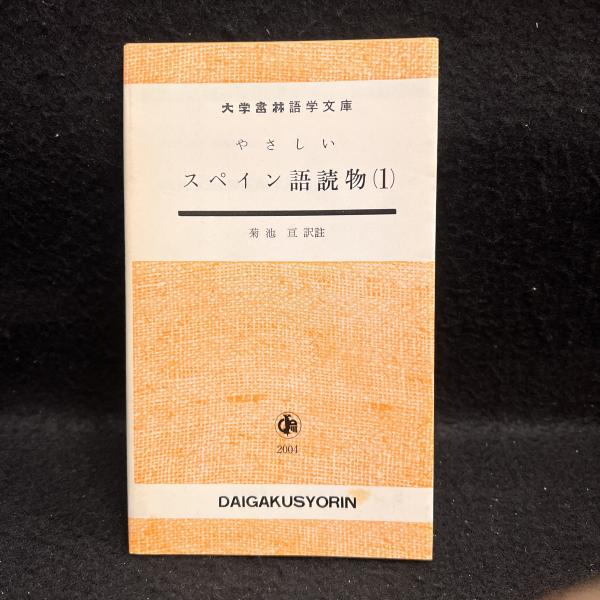 大学書林語学文庫
やさしい
スペイン語読物(1)
菊池亘訳註
2004
DAIGAKUSYORIN